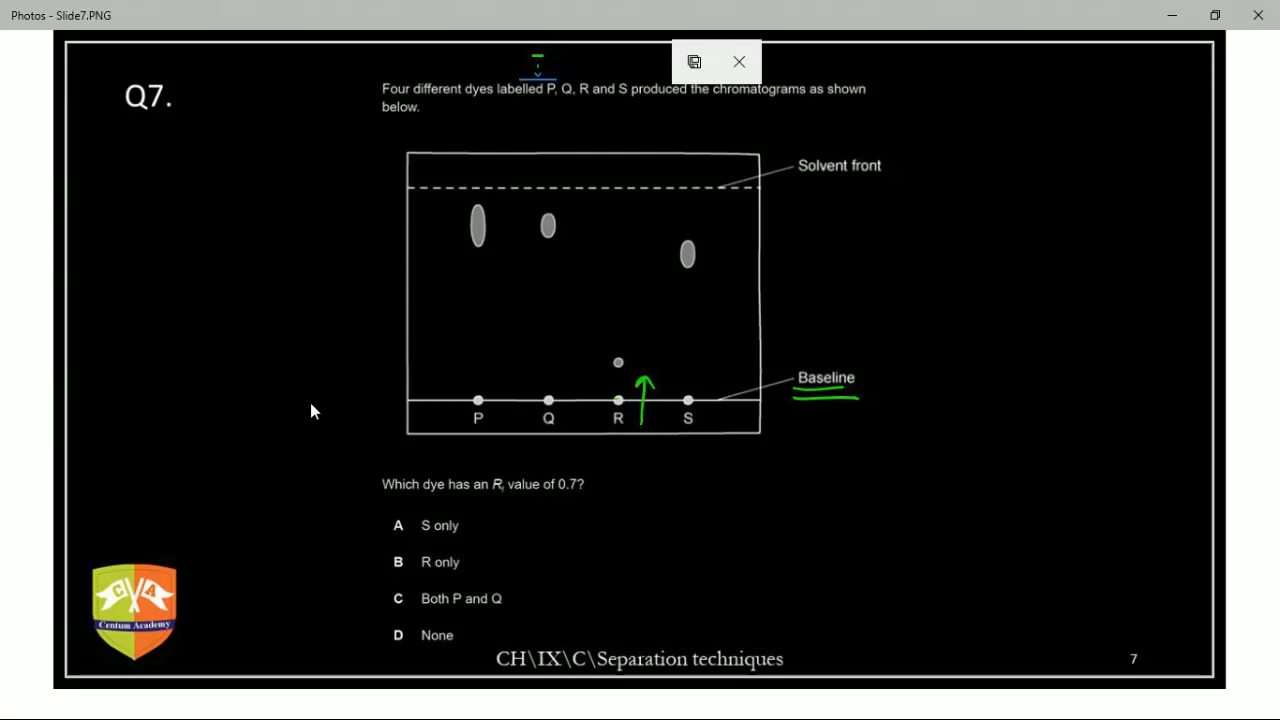 Photos - Slide7.PNG
Q7.
Four different dyes labelled P, Q, R and S produced the chromatograms as shown
below.
Solvent front
Baseline
P Q R S
Which dye has an Rf value of 0.7?
A S only
B R only
C Both P and Q
D None
C A
Centum Academy
CH\IX\C\Separation techniques
7